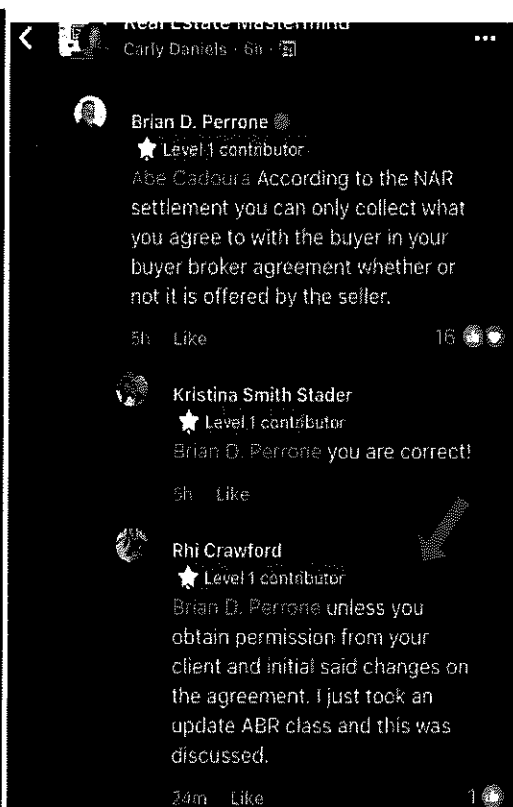 Real Estate Mastermind
Carly Daniels · 6h ·
Brian D. Perrone
Level 1 contributor
Abe Cadoura According to the NAR
settlement you can only collect what
you agree to with the buyer in your
buyer broker agreement whether or
not it is offered by the seller.
5h Like 16
Kristina Smith Stader
Level 1 contributor
Brian D. Perrone you are correct!
5h Like
Rhi Crawford
Level 1 contributor
Brian D. Perrone unless you
obtain permission from your
client and initial said changes on
the agreement. I just took an
update ABR class and this was
discussed.
24m Like 1